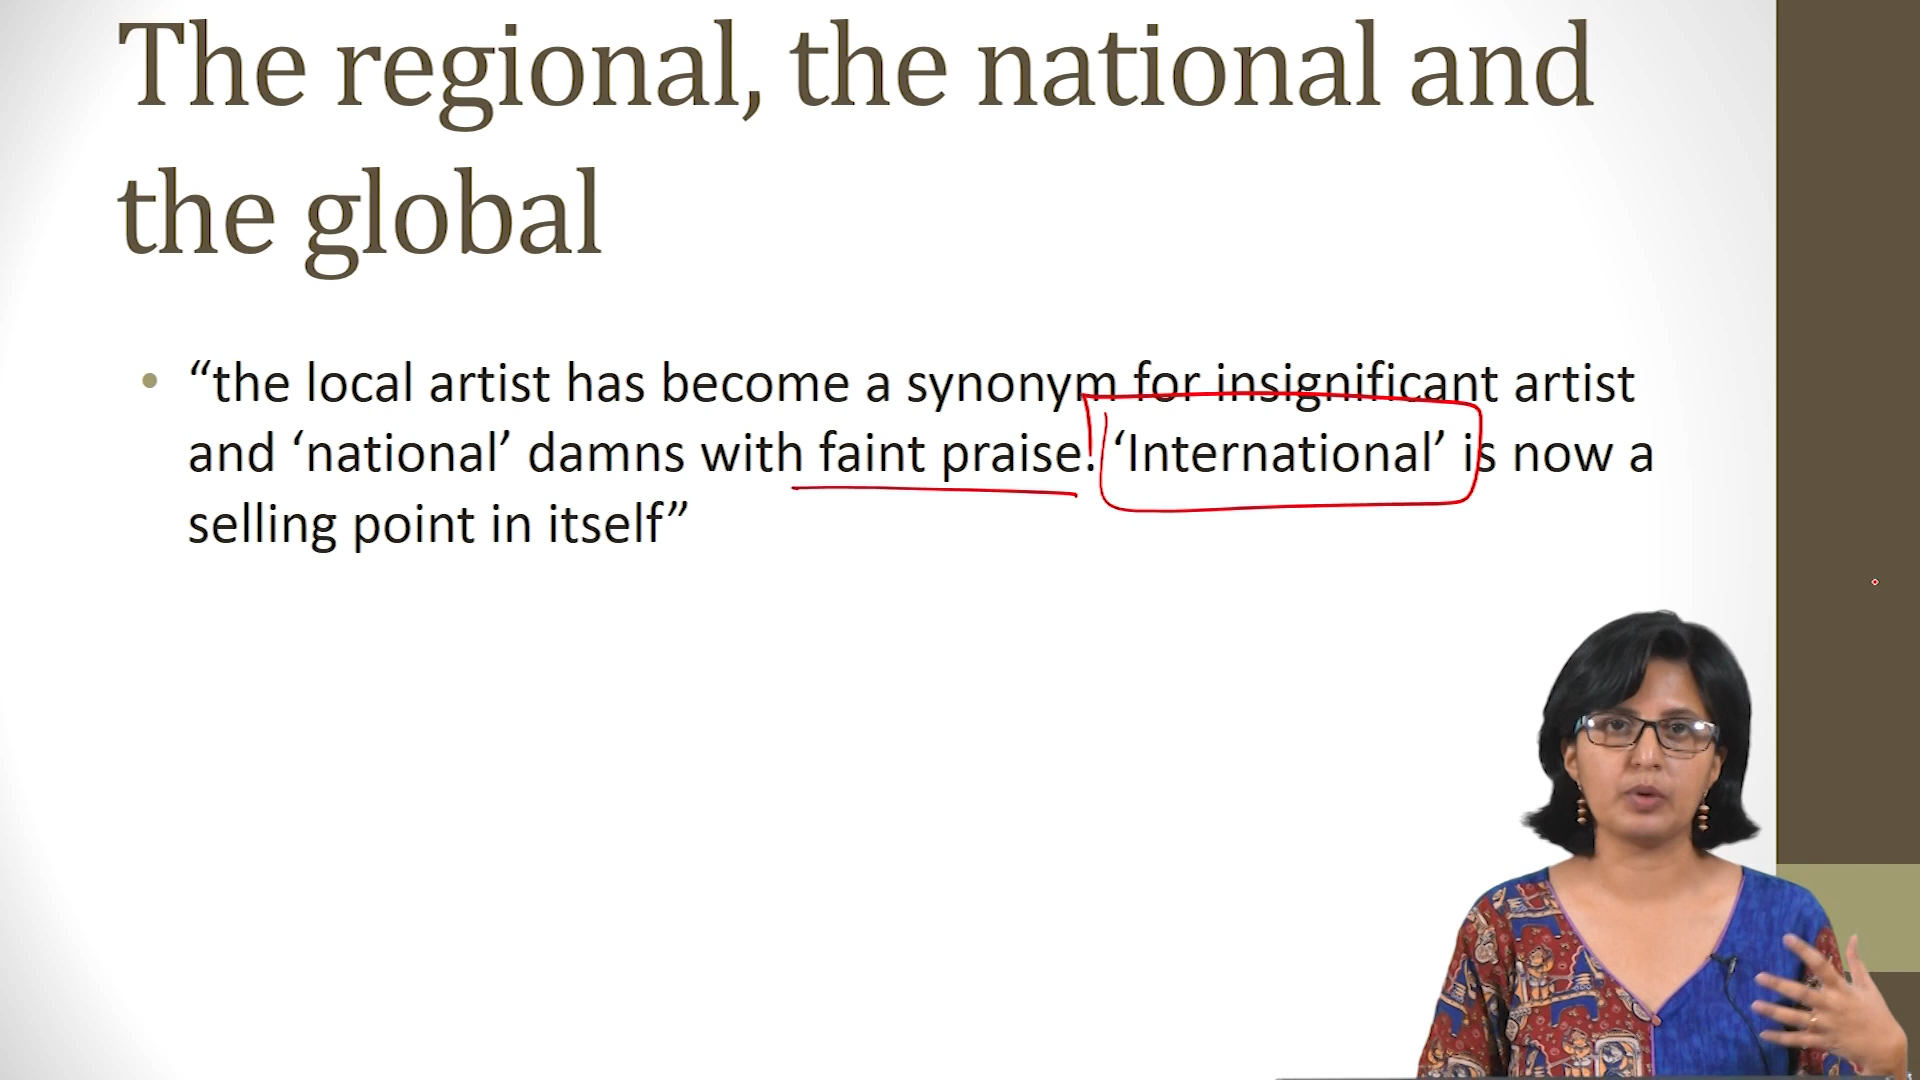 The regional, the national and
the global
• “the local artist has become a synonym for insignificant artist
and ‘national’ damns with faint praise. ‘International’ is now a
selling point in itself”